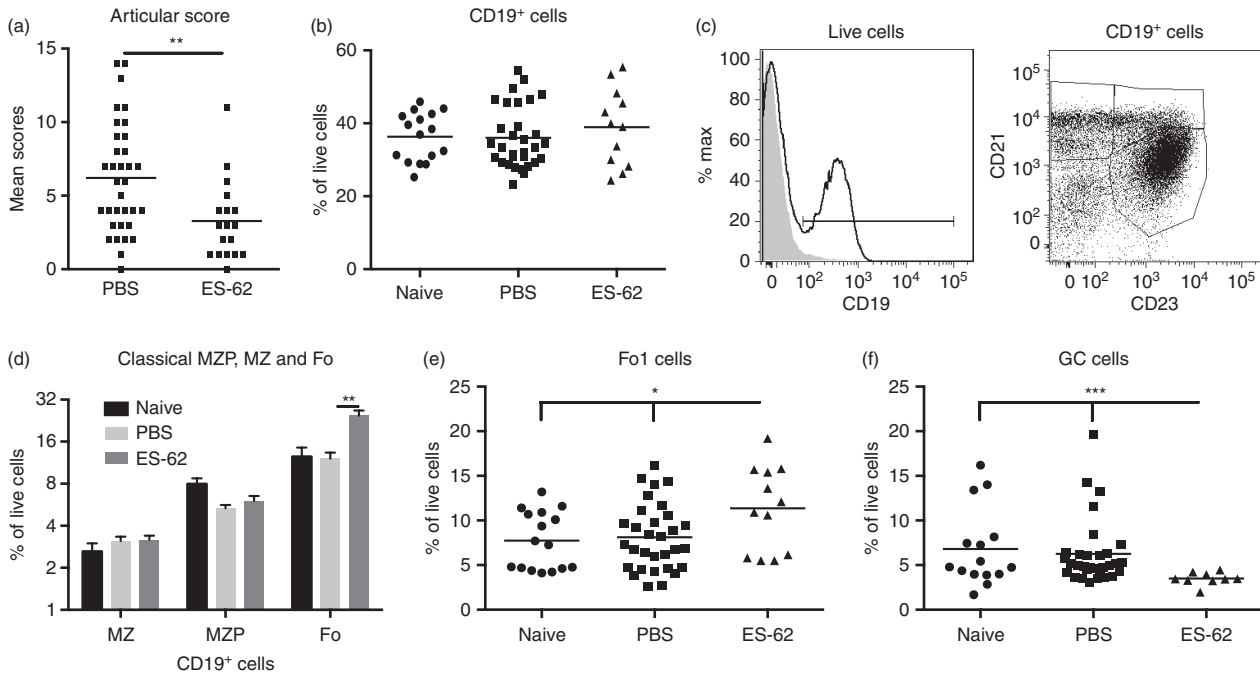 (a) Articular score
**
Mean scores
15
10
5
0
PBS ES-62
(b) CD19⁺ cells
% of live cells
60
40
20
0
Naive PBS ES-62
(c) Live cells
% max
100
80
60
40
20
0
0 10² 10³ 10⁴ 10⁵
CD19
CD19⁺ cells
CD21
10⁵
10⁴
10³
10²
0
0 10² 10³ 10⁴ 10⁵
CD23
(d) Classical MZP, MZ and Fo
% of live cells
32
16
8
4
2
1
Naive
PBS
ES-62
**
MZ MZP Fo
CD19⁺ cells
(e) Fo1 cells
*
% of live cells
25
20
15
10
5
0
Naive PBS ES-62
(f) GC cells
***
% of live cells
25
20
15
10
5
0
Naive PBS ES-62